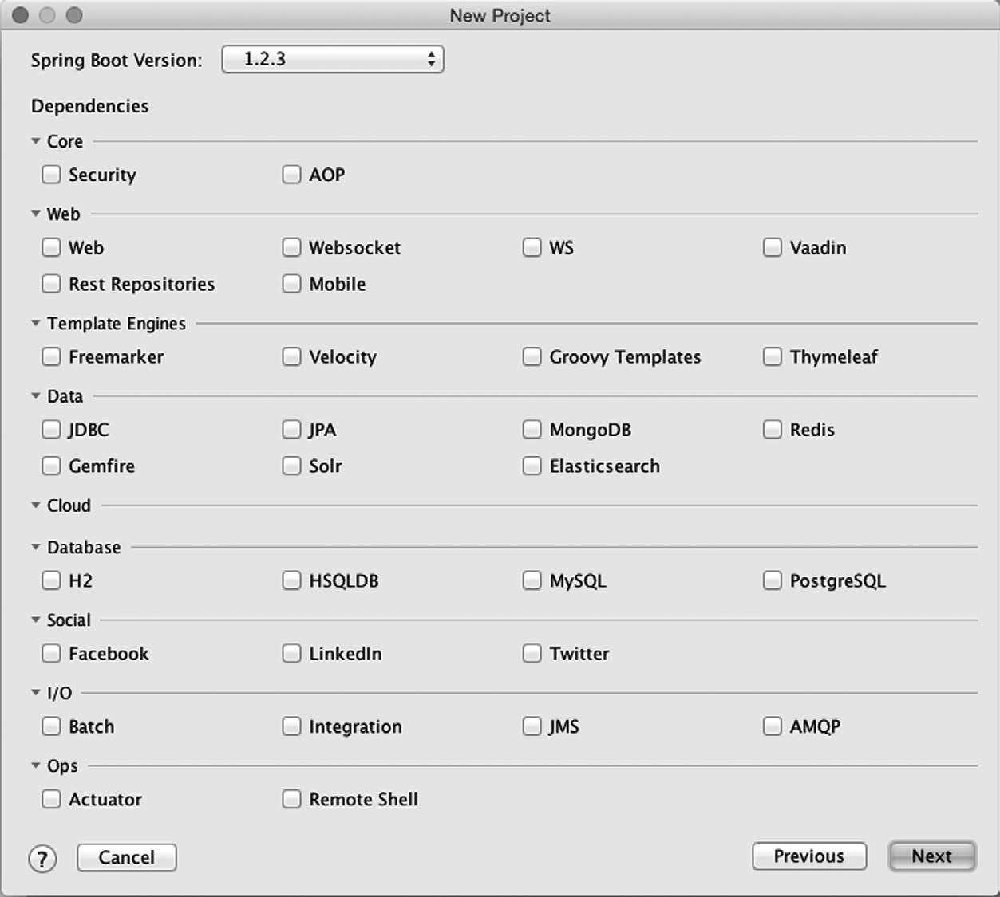 New Project
Spring Boot Version: 1.2.3
Dependencies
Core
Security AOP
Web
Web Websocket WS Vaadin
Rest Repositories Mobile
Template Engines
Freemarker Velocity Groovy Templates Thymeleaf
Data
JDBC JPA MongoDB Redis
Gemfire Solr Elasticsearch
Cloud
Database
H2 HSQLDB MySQL PostgreSQL
Social
Facebook LinkedIn Twitter
I/O
Batch Integration JMS AMQP
Ops
Actuator Remote Shell
? Cancel Previous Next